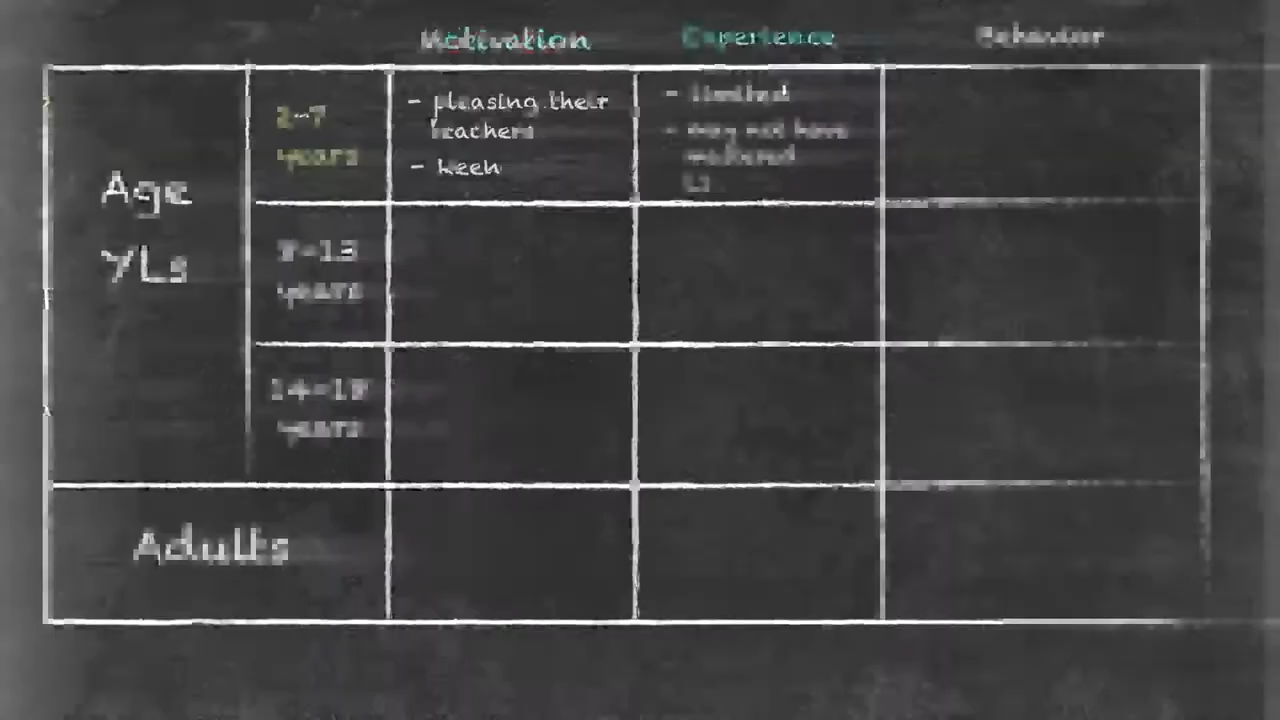 Motivation Experience Behavior
2-7
years
- pleasing their
teachers
- keen
- limited
- may not have
mastered
L1
Age
YLs
8-13
years
14-18
years
Adults